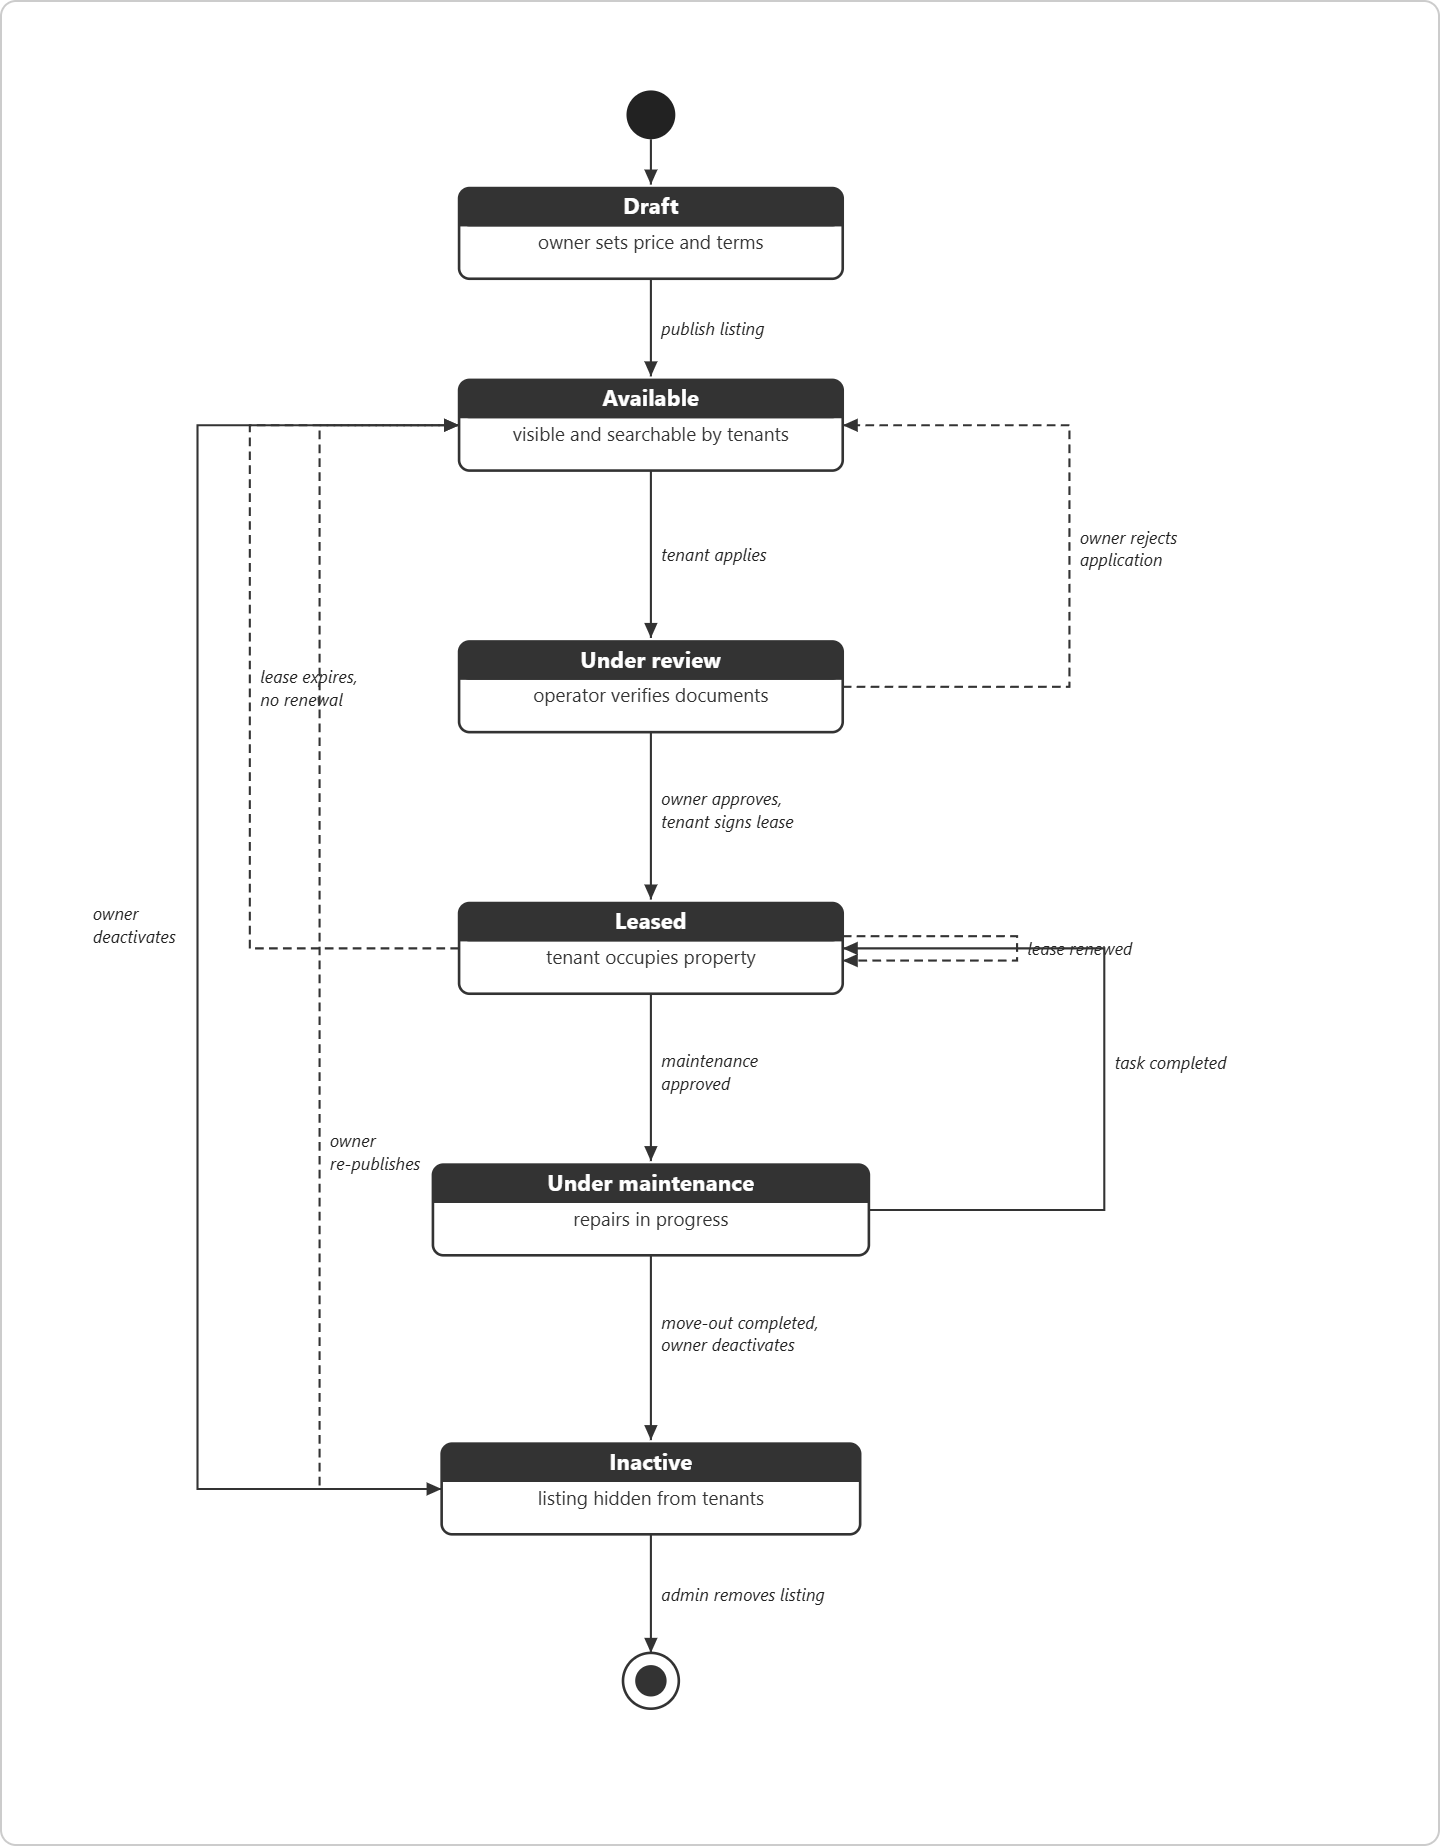 Draft
owner sets price and terms
publish listing
Available
visible and searchable by tenants
tenant applies
owner rejects
application
Under review
operator verifies documents
lease expires,
no renewal
owner approves,
tenant signs lease
Leased
tenant occupies property
lease renewed
owner
deactivates
maintenance
approved
task completed
owner
re-publishes
Under maintenance
repairs in progress
move-out completed,
owner deactivates
Inactive
listing hidden from tenants
admin removes listing